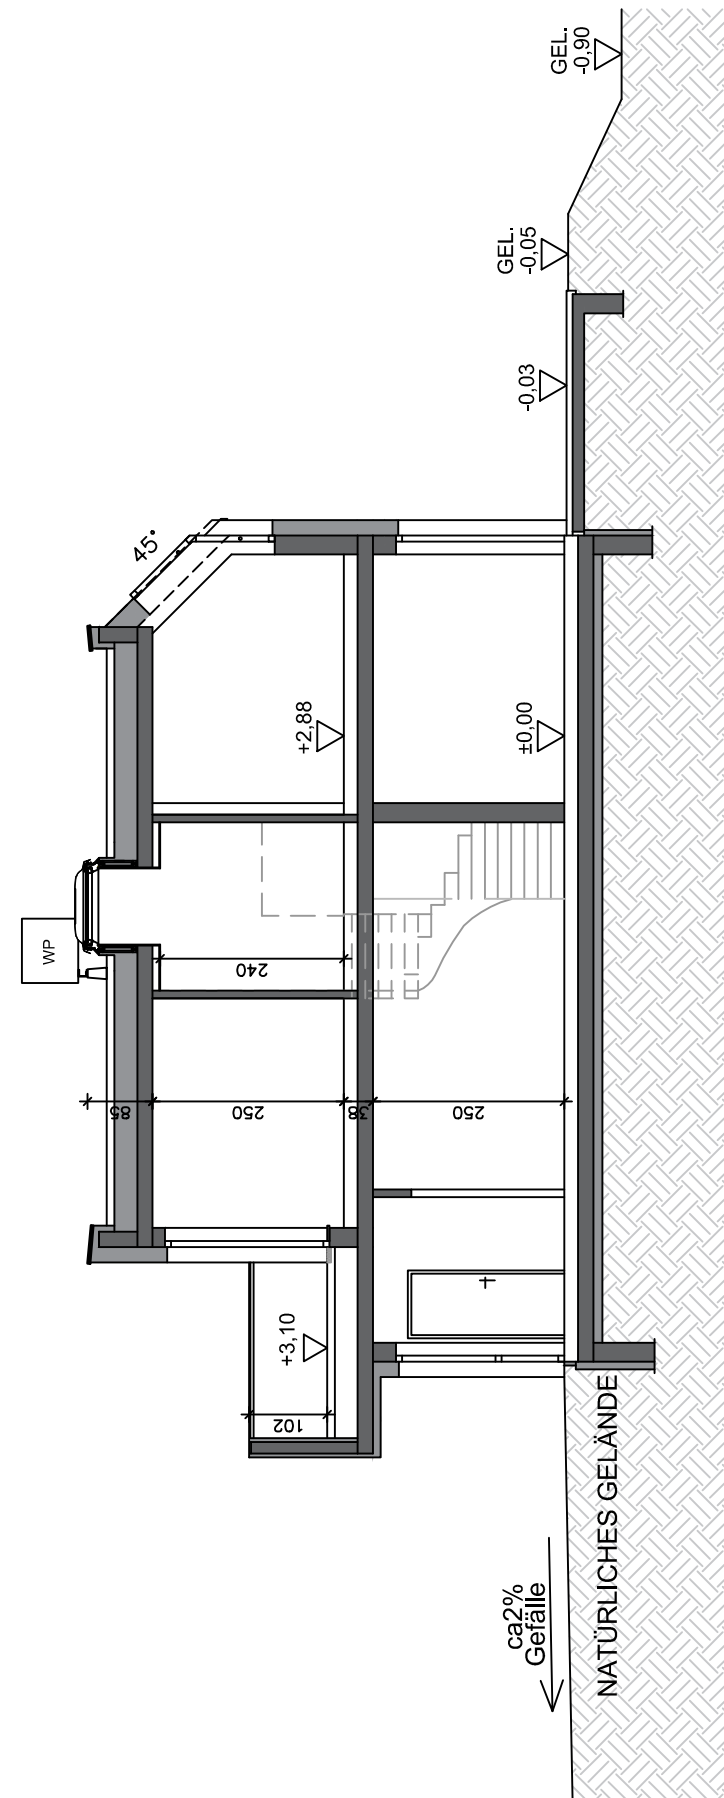 GEL.
-0,90
GEL.
-0,05
-0,03
45°
+2,88
±0,00
WP
240
85
250
38
250
+3,10
102
ca2%
Gefälle
NATÜRLICHES GELÄNDE